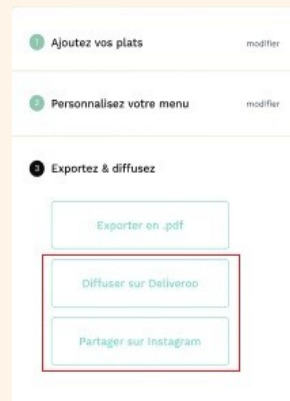 1 Ajoutez vos plats modifier
2 Personnalisez votre menu modifier
3 Exportez & diffusez
Exporter en .pdf
Diffuser sur Deliveroo
Partager sur Instagram